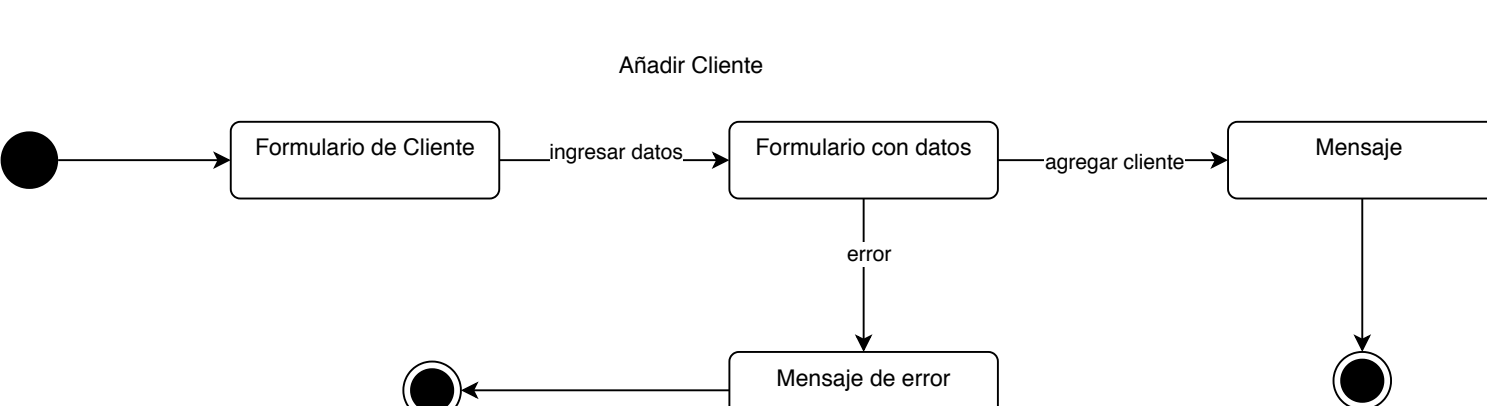 Añadir Cliente
Formulario de Cliente
ingresar datos
Formulario con datos
agregar cliente
Mensaje
error
Mensaje de error